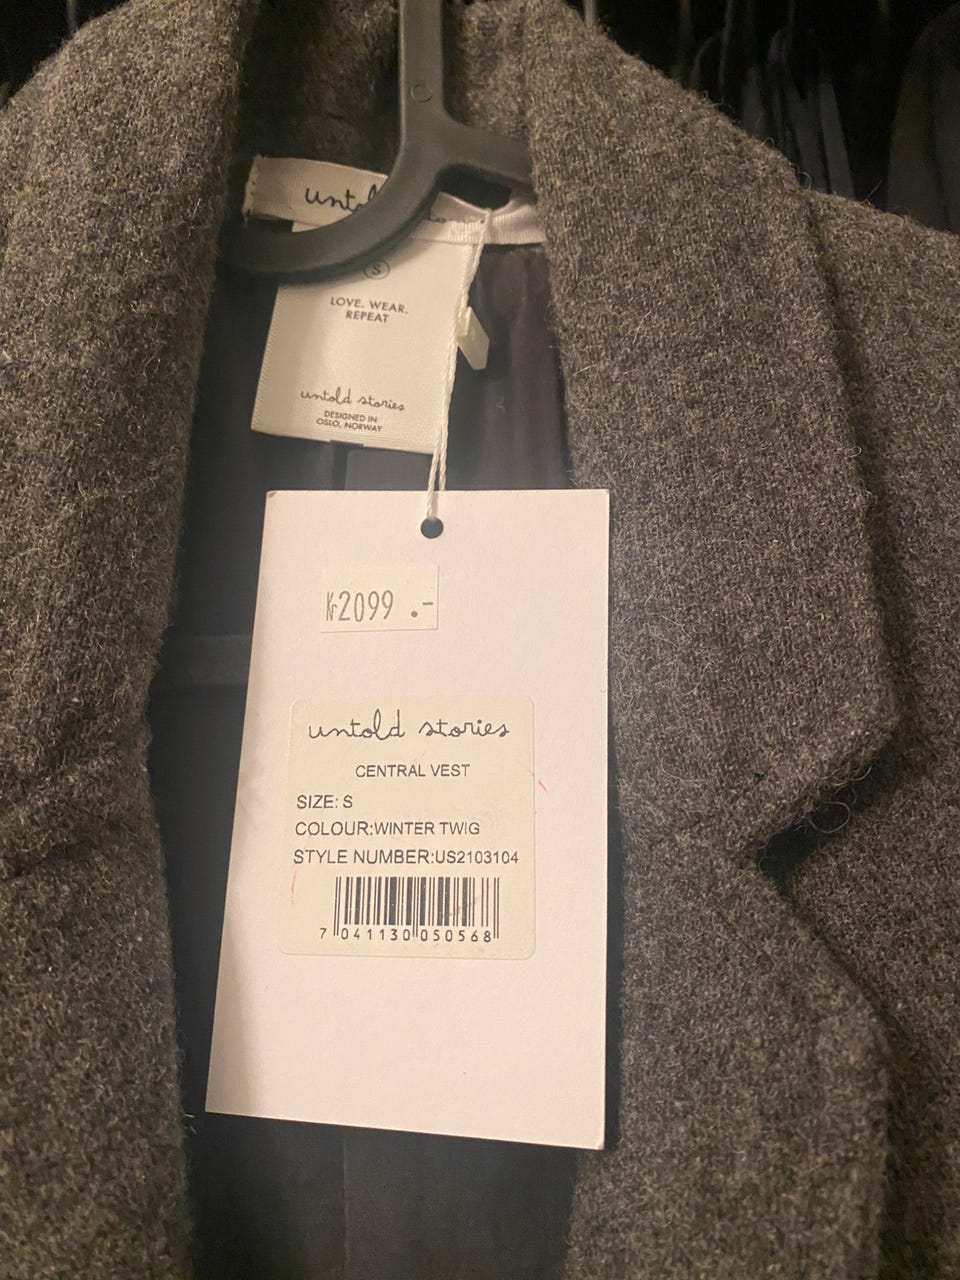 S
LOVE. WEAR.
REPEAT
untold stories
DESIGNED IN
OSLO, NORWAY
Kr2099.-
untold stories
CENTRAL VEST
SIZE: S
COLOUR:WINTER TWIG
STYLE NUMBER:US2103104
7 041130 050568